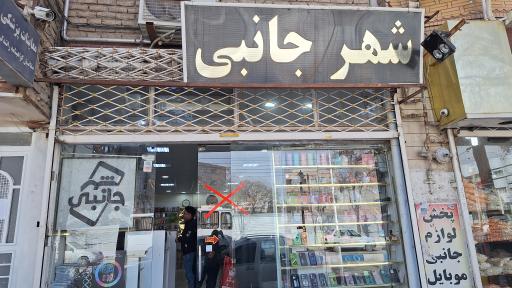 شهر جانبی
شهر
جانبی
پخش
لوازم
جانبی
موبایل